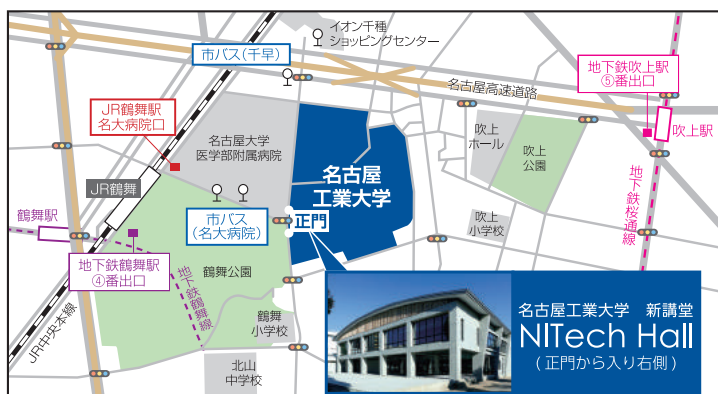 イオン千種
ショッピングセンター
市バス(千早)
名古屋高速道路
地下鉄吹上駅
⑤番出口
JR鶴舞駅
名大病院口
名古屋大学
医学部附属病院
吹上
ホール
吹上
公園
吹上駅
名古屋
工業大学
JR鶴舞
鶴舞駅
市バス
(名大病院)
正門
吹上
小学校
地下鉄桜通線
地下鉄鶴舞駅
④番出口
鶴舞公園
地下鉄鶴舞線
JR中央本線
鶴舞
小学校
北山
中学校
名古屋工業大学 新講堂
NITech Hall
(正門から入り右側)